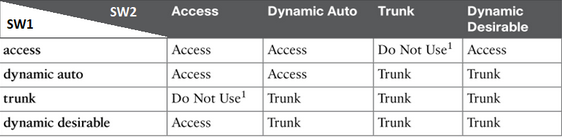 SW2
SW1
Access Dynamic Auto Trunk Dynamic Desirable
access Access Access Do Not Use1 Access
dynamic auto Access Access Trunk Trunk
trunk Do Not Use1 Trunk Trunk Trunk
dynamic desirable Access Trunk Trunk Trunk